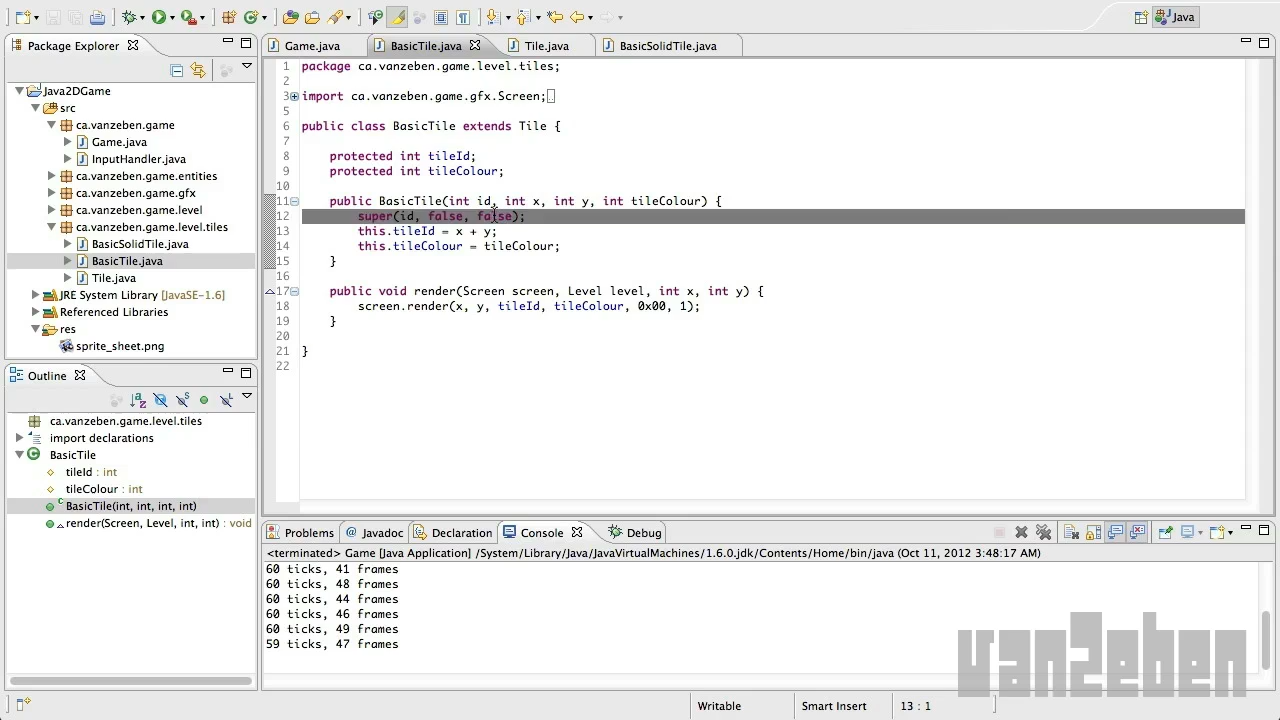 Java
Package Explorer
Java2DGame
src
ca.vanzeben.game
Game.java
InputHandler.java
ca.vanzeben.game.entities
ca.vanzeben.game.gfx
ca.vanzeben.game.level
ca.vanzeben.game.level.tiles
BasicSolidTile.java
BasicTile.java
Tile.java
JRE System Library [JavaSE-1.6]
Referenced Libraries
res
sprite_sheet.png
Outline
ca.vanzeben.game.level.tiles
import declarations
BasicTile
tileId : int
tileColour : int
BasicTile(int, int, int, int)
render(Screen, Level, int, int) : void
Game.java BasicTile.java Tile.java BasicSolidTile.java
1 package ca.vanzeben.game.level.tiles;
2
3 import ca.vanzeben.game.gfx.Screen;
5
6 public class BasicTile extends Tile {
7
8 protected int tileId;
9 protected int tileColour;
10
11 public BasicTile(int id, int x, int y, int tileColour) {
12 super(id, false, false);
13 this.tileId = x + y;
14 this.tileColour = tileColour;
15 }
16
17 public void render(Screen screen, Level level, int x, int y) {
18 screen.render(x, y, tileId, tileColour, 0x00, 1);
19 }
20
21 }
22
Problems @ Javadoc Declaration Console Debug
<terminated> Game [Java Application] /System/Library/Java/JavaVirtualMachines/1.6.0.jdk/Contents/Home/bin/java (Oct 11, 2012 3:48:17 AM)
60 ticks, 41 frames
60 ticks, 48 frames
60 ticks, 44 frames
60 ticks, 46 frames
60 ticks, 49 frames
59 ticks, 47 frames
vanZeben
Writable Smart Insert 13 : 1